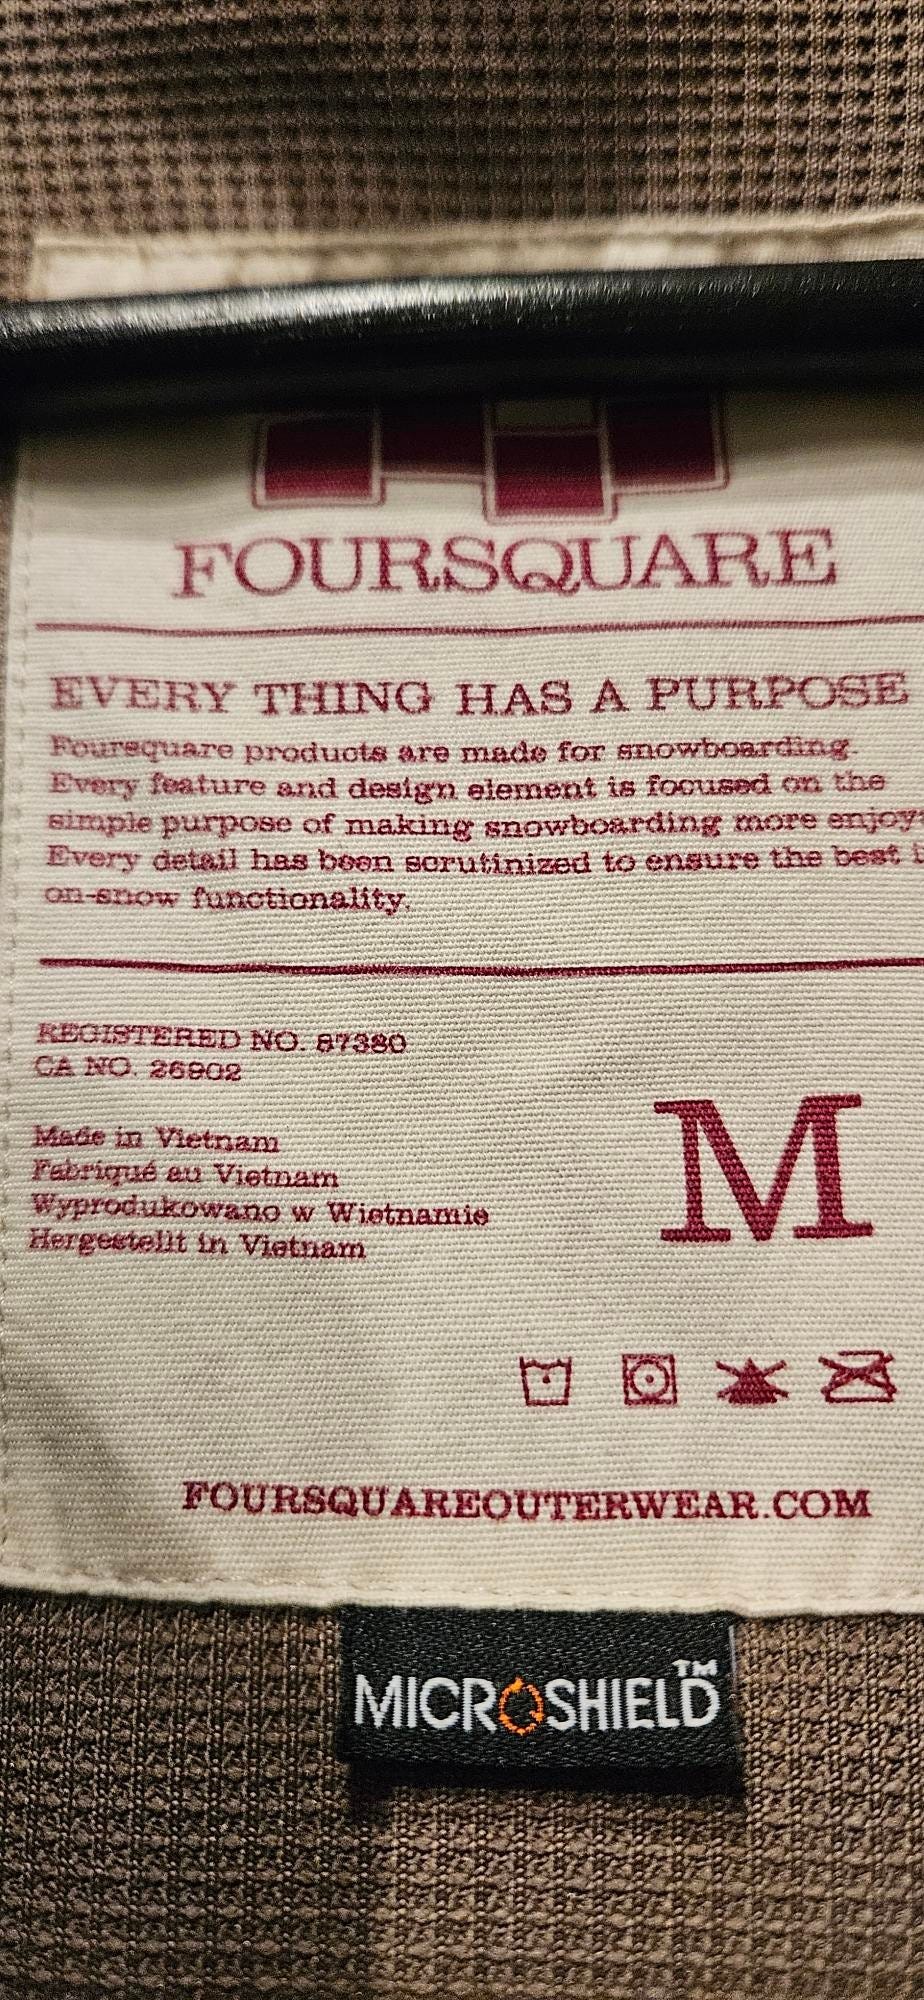 FOURSQUARE
EVERY THING HAS A PURPOSE
Foursquare products are made for snowboarding.
Every feature and design element is focused on the
simple purpose of making snowboarding more
Every detail has been scrutinized to ensure the best
on-snow functionality.
REGISTERED NO. 87380
CA NO. 26902
Made in Vietnam
Fabriqué au Vietnam
Wyprodukowano w Wietnamie
Hergestellt in Vietnam
M
FOURSQUAREOUTERWEAR.COM
MICROSHIELD™